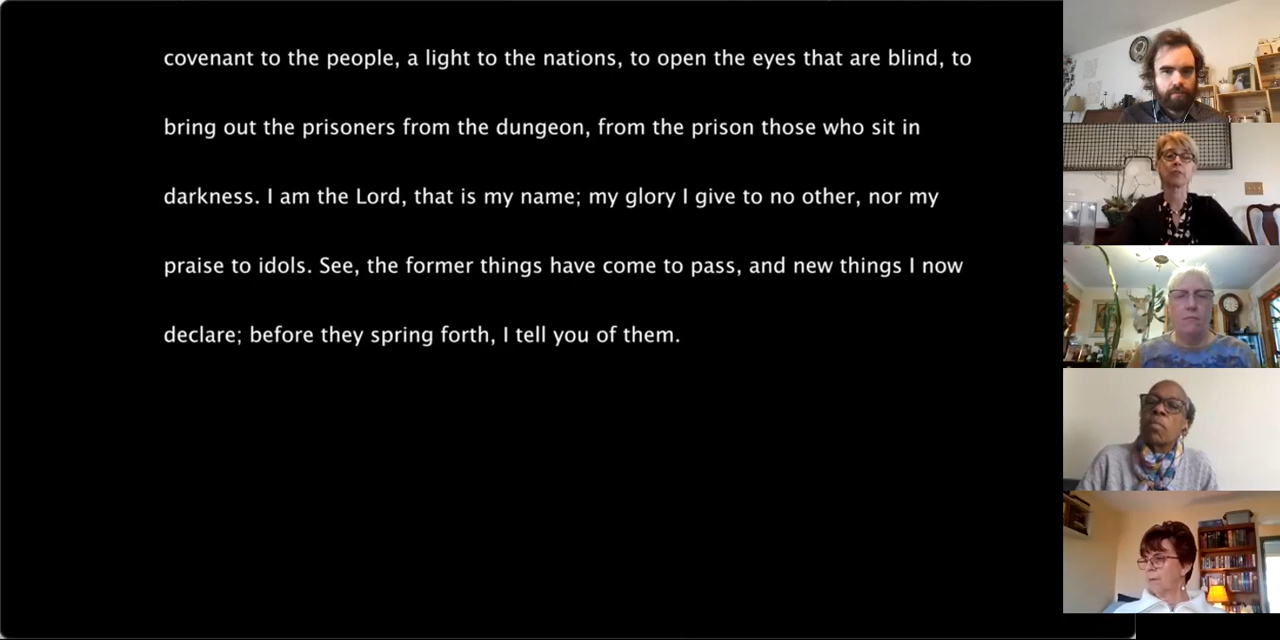 covenant to the people, a light to the nations, to open the eyes that are blind, to
bring out the prisoners from the dungeon, from the prison those who sit in
darkness. I am the Lord, that is my name; my glory I give to no other, nor my
praise to idols. See, the former things have come to pass, and new things I now
declare; before they spring forth, I tell you of them.